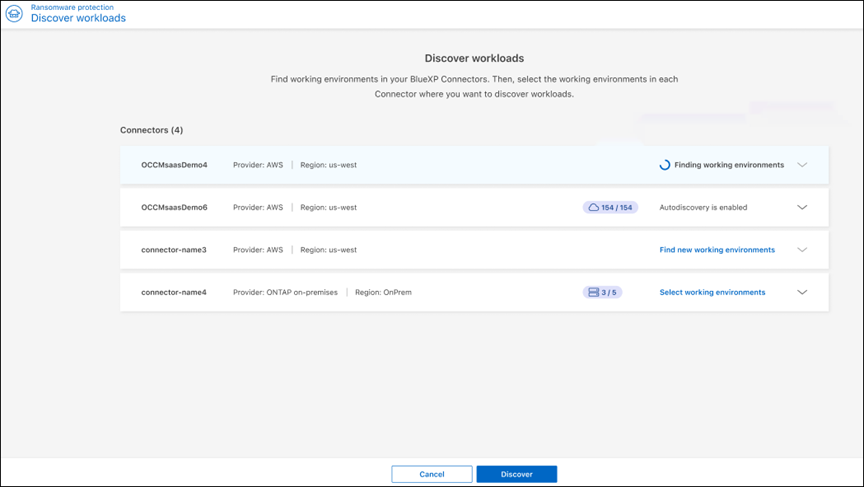 Ransomware protection
Discover workloads
Discover workloads
Find working environments in your BlueXP Connectors. Then, select the working environments in each
Connector where you want to discover workloads.
Connectors (4)
OCCMsaasDemo4 Provider: AWS | Region: us-west Finding working environments
OCCMsaasDemo6 Provider: AWS | Region: us-west 154 / 154 Autodiscovery is enabled
connector-name3 Provider: AWS | Region: us-west Find new working environments
connector-name4 Provider: ONTAP on-premises | Region: OnPrem 3 / 5 Select working environments
Cancel Discover